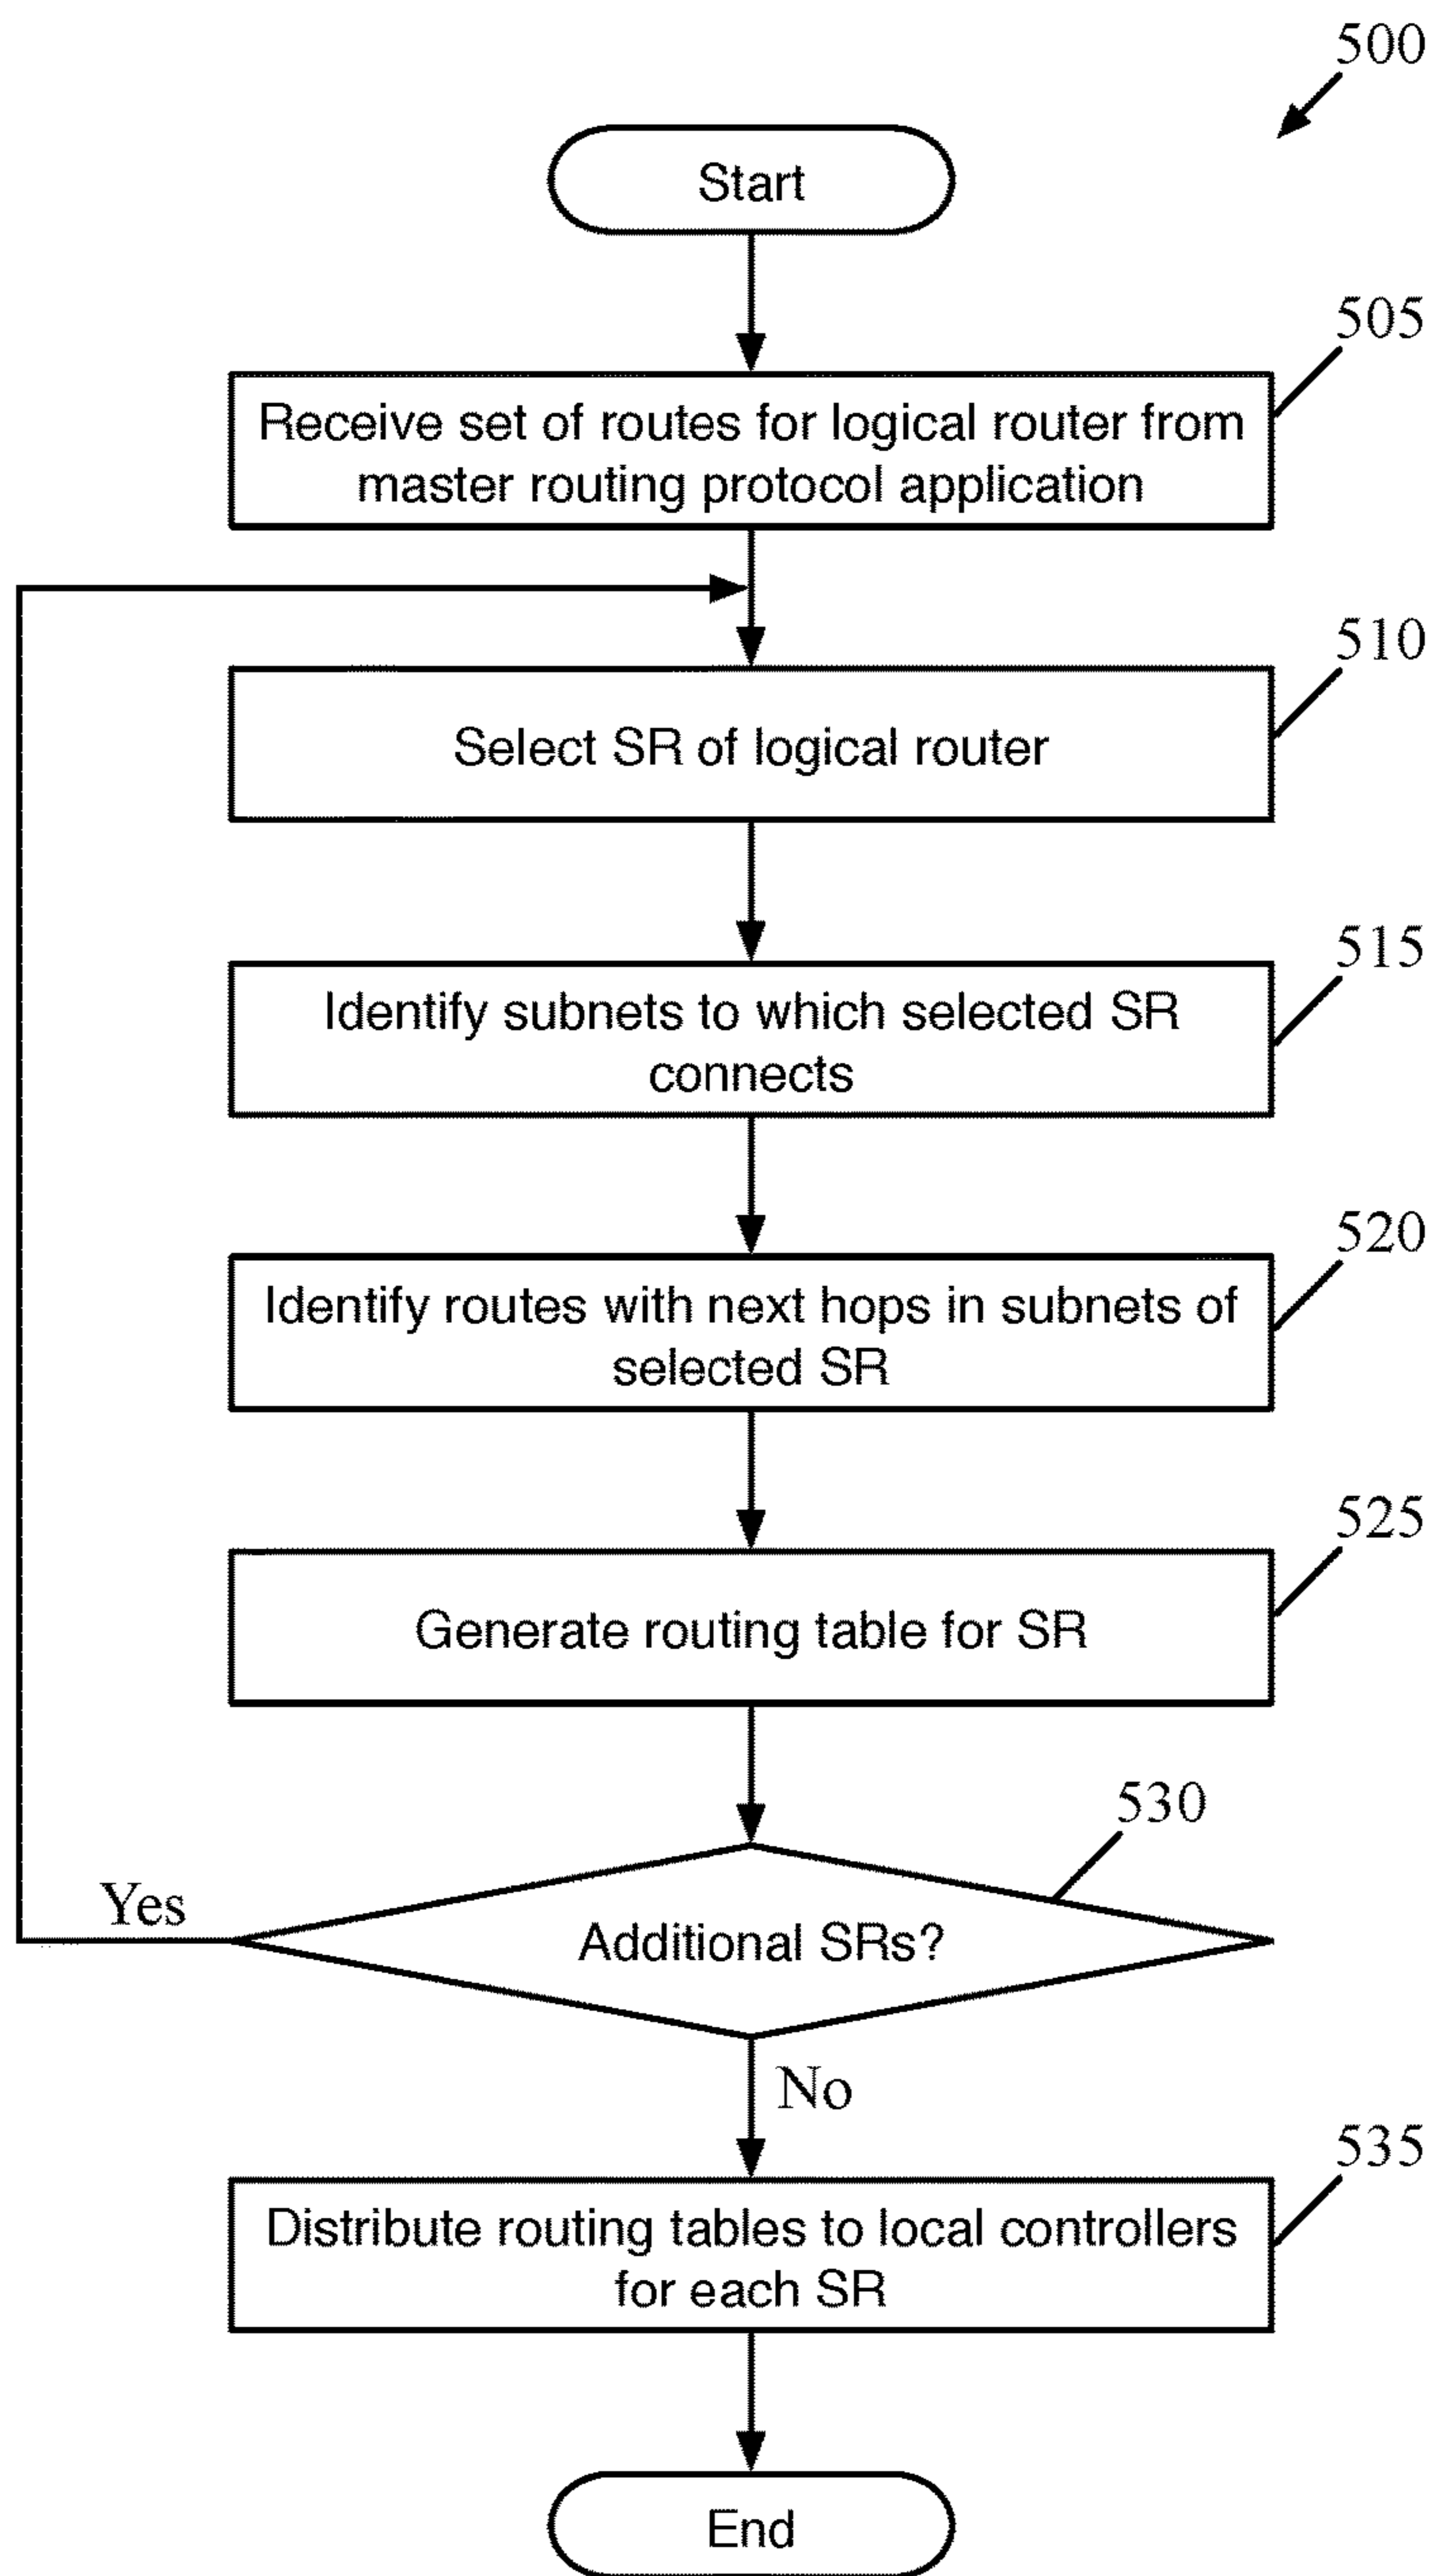 500
Start
505
Receive set of routes for logical router from
master routing protocol application
510
Select SR of logical router
515
Identify subnets to which selected SR
connects
520
Identify routes with next hops in subnets of
selected SR
525
Generate routing table for SR
530
Yes
Additional SRs?
No
535
Distribute routing tables to local controllers
for each SR
End